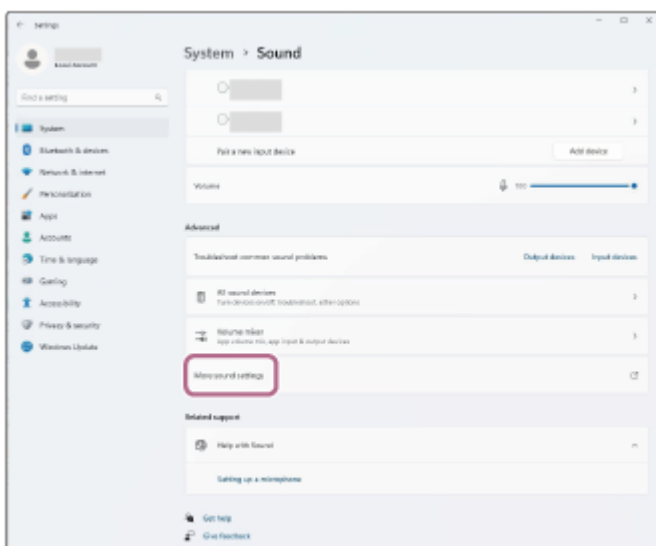 Settings
System › Sound
Local Account
Find a setting
System
Bluetooth & devices
Network & internet
Personalization
Apps
Accounts
Time & language
Gaming
Accessibility
Privacy & security
Windows Update
Pair a new input device
Add device
Volume
100
Advanced
Troubleshoot common sound problems
Output devices
Input devices
All sound devices
Turn devices on/off, troubleshoot, other options
Volume mixer
App volume mix, app input & output devices
More sound settings
Related support
Help with Sound
Setting up a microphone
Get help
Give feedback